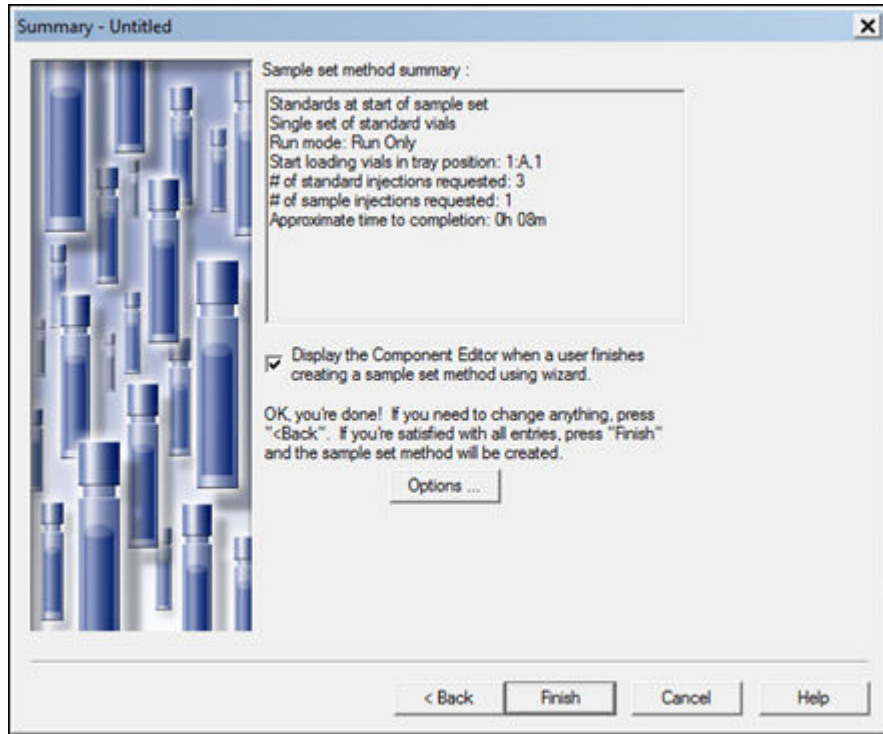 Summary - Untitled
Sample set method summary :
Standards at start of sample set
Single set of standard vials
Run mode: Run Only
Start loading vials in tray position: 1:A,1
# of standard injections requested: 3
# of sample injections requested: 1
Approximate time to completion: 0h 08m
Display the Component Editor when a user finishes
creating a sample set method using wizard.
OK, you're done! If you need to change anything, press
"<Back". If you're satisfied with all entries, press "Finish"
and the sample set method will be created.
Options ...
< Back Finish Cancel Help